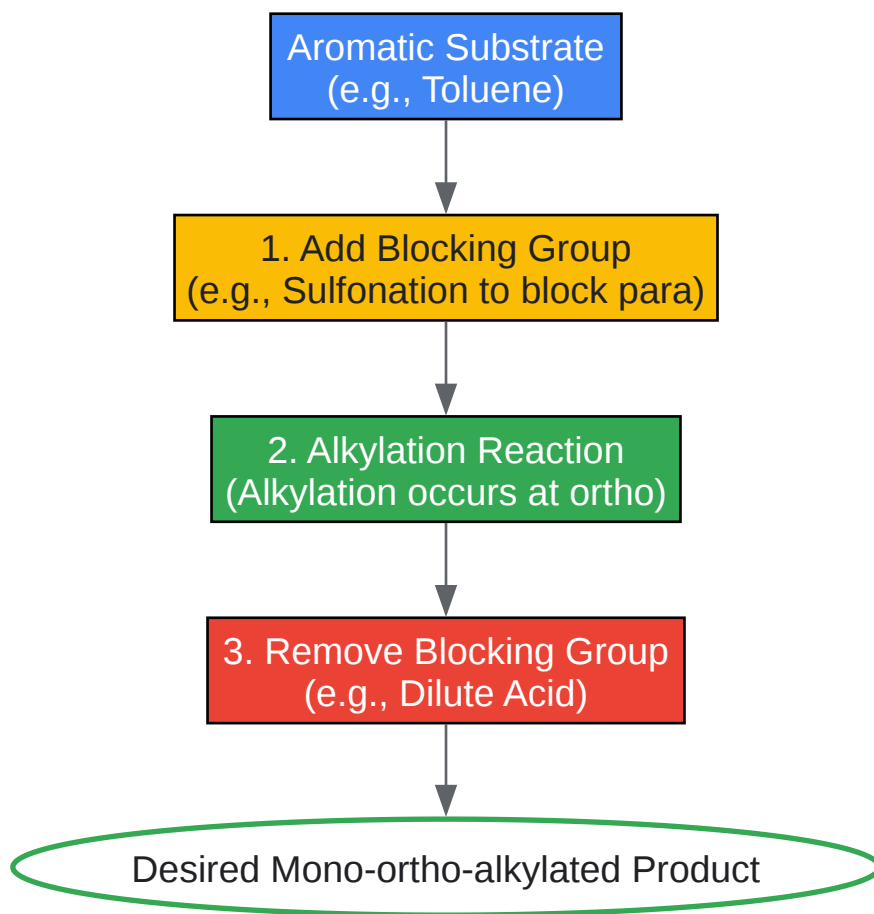 Aromatic Substrate
(e.g., Toluene)
1. Add Blocking Group
(e.g., Sulfonation to block para)
2. Alkylation Reaction
(Alkylation occurs at ortho)
3. Remove Blocking Group
(e.g., Dilute Acid)
Desired Mono-ortho-alkylated Product